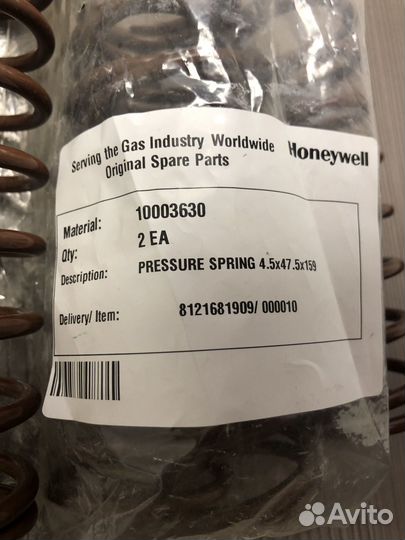 Serving the Gas Industry Worldwide
Original Spare Parts
Honeywell
Material: 10003630
Qty: 2 EA
Description: PRESSURE SPRING 4.5x47.5x159
Delivery/ Item: 8121681909/ 000010
Avito